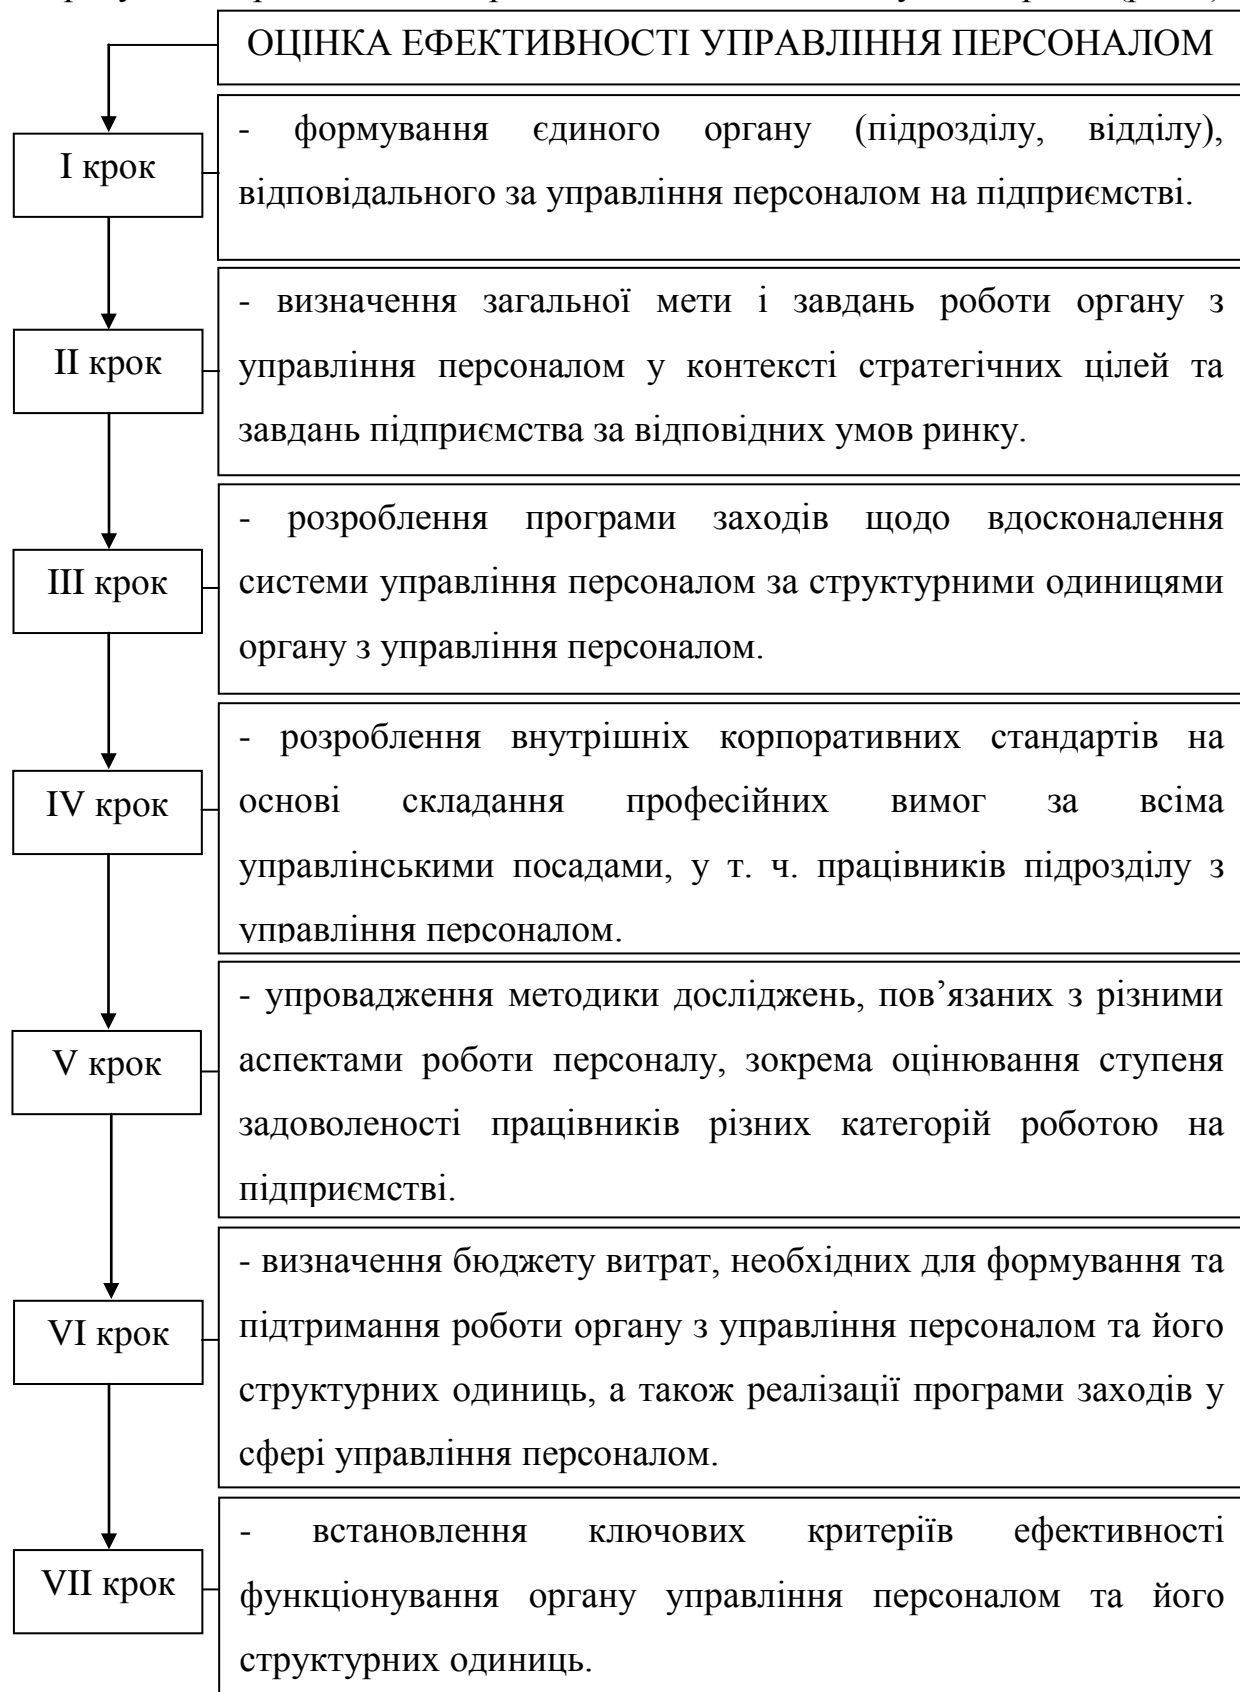 ОЦІНКА ЕФЕКТИВНОСТІ УПРАВЛІННЯ ПЕРСОНАЛОМ
І крок
- формування єдиного органу (підрозділу, відділу),
відповідального за управління персоналом на підприємстві.
ІІ крок
- визначення загальної мети і завдань роботи органу з
управління персоналом у контексті стратегічних цілей та
завдань підприємства за відповідних умов ринку.
ІІІ крок
- розроблення програми заходів щодо вдосконалення
системи управління персоналом за структурними одиницями
органу з управління персоналом.
IV крок
- розроблення внутрішніх корпоративних стандартів на
основі складання професійних вимог за всіма
управлінськими посадами, у т. ч. працівників підрозділу з
управління персоналом.
V крок
- упровадження методики досліджень, пов’язаних з різними
аспектами роботи персоналу, зокрема оцінювання ступеня
задоволеності працівників різних категорій роботою на
підприємстві.
VI крок
- визначення бюджету витрат, необхідних для формування та
підтримання роботи органу з управління персоналом та його
структурних одиниць, а також реалізації програми заходів у
сфері управління персоналом.
VII крок
- встановлення ключових критеріїв ефективності
функціонування органу управління персоналом та його
структурних одиниць.